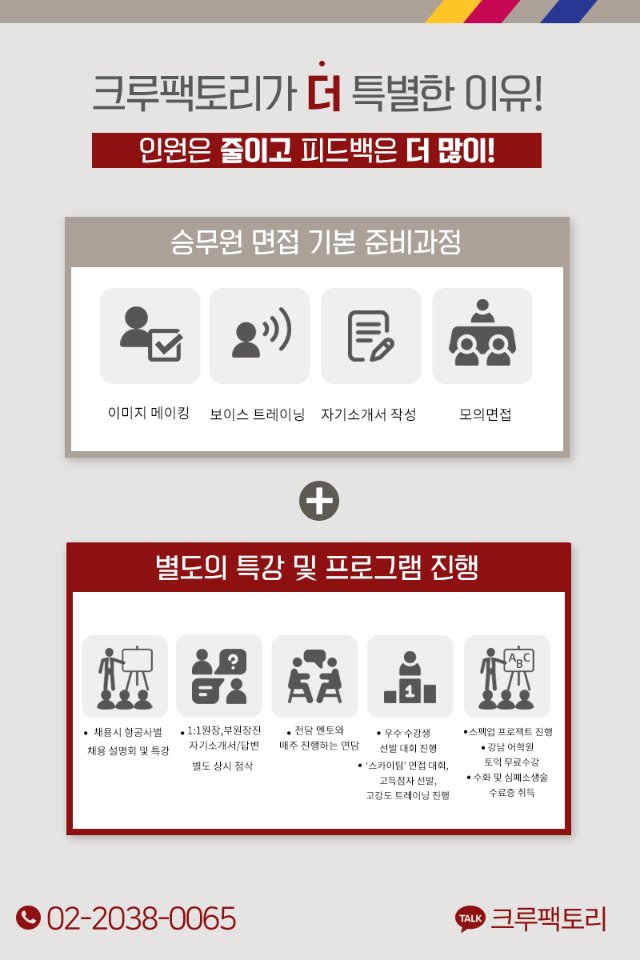 크루팩토리가 더 특별한 이유!
인원은 줄이고 피드백은 더 많이!
승무원 면접 기본 준비과정
이미지 메이킹
보이스 트레이닝
자기소개서 작성
모의면접
별도의 특강 및 프로그램 진행
• 채용시 항공사별
채용 설명회 및 특강
?
• 1:1원장,부원장진
자기소개서/답변
별도 상시 첨삭
• 전담 멘토와
매주 진행하는 면담
1
• 우수 수강생
선발 대회 진행
• '스카이팀' 면접 대회,
고득점자 선발,
고강도 트레이닝 진행
ABC
•스펙업 프로젝트 진행
• 강남 어학원
토익 무료수강
• 수화 및 심폐소생술
수료증 취득
02-2038-0065
TALK 크루팩토리